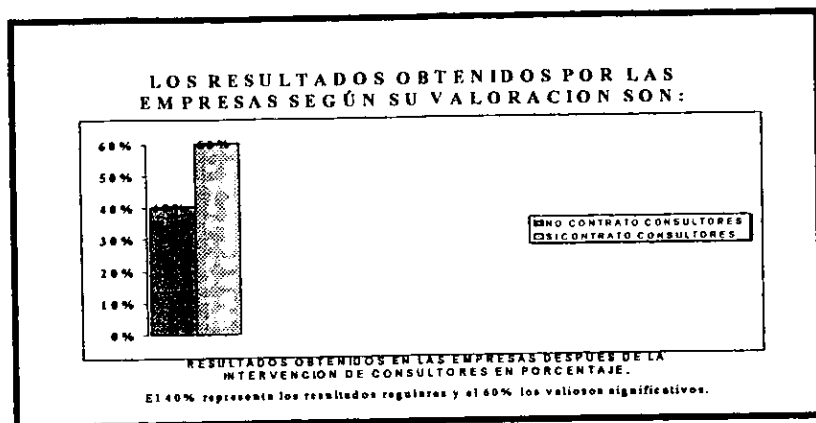 LOS RESULTADOS OBTENIDOS POR LAS
EMPRESAS SEGÚN SU VALORACION SON:
60%
50%
40%
30%
20%
10%
0%
40%
60%
NO CONTRATO CONSULTORES
SI CONTRATO CONSULTORES
RESULTADOS OBTENIDOS EN LAS EMPRESAS DESPUES DE LA
INTERVENCION DE CONSULTORES EN PORCENTAJE.
El 40% representa los resultados regulares y el 60% los valiosos significativos.